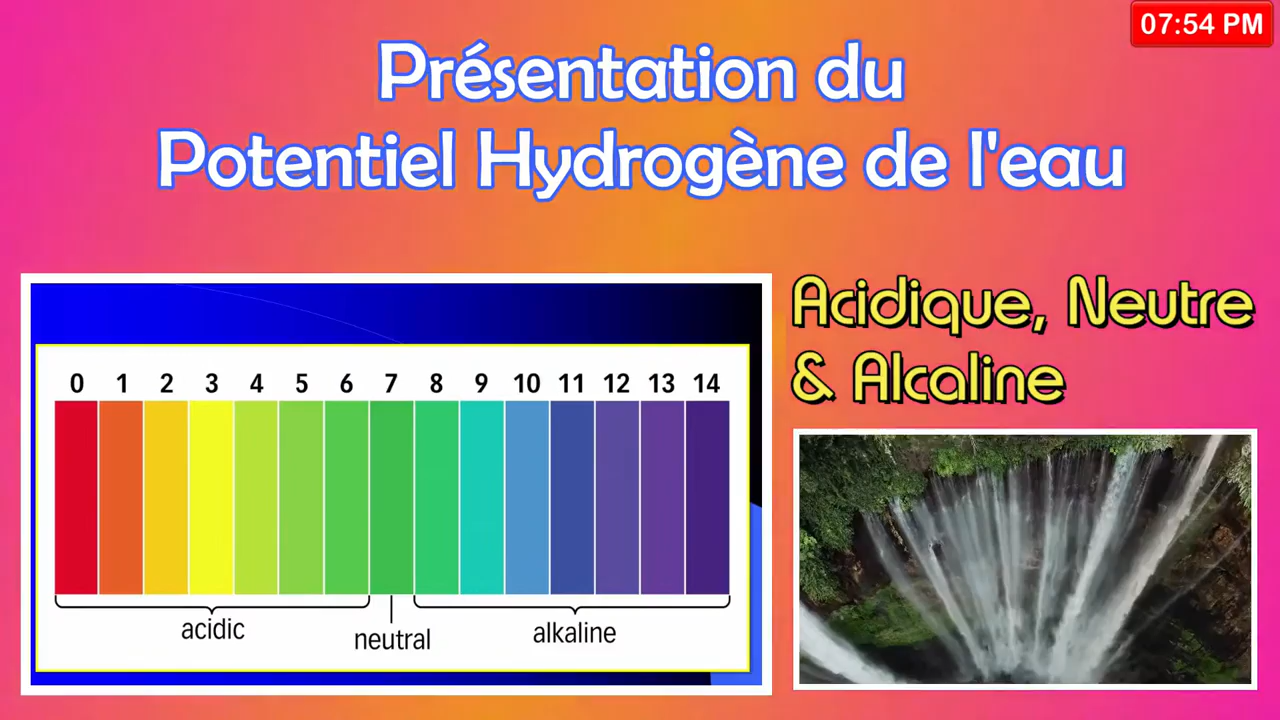 07:54 PM
Présentation du
Potentiel Hydrogène de l'eau
Acidique, Neutre
& Alcaline
0 1 2 3 4 5 6 7 8 9 10 11 12 13 14
acidic neutral alkaline